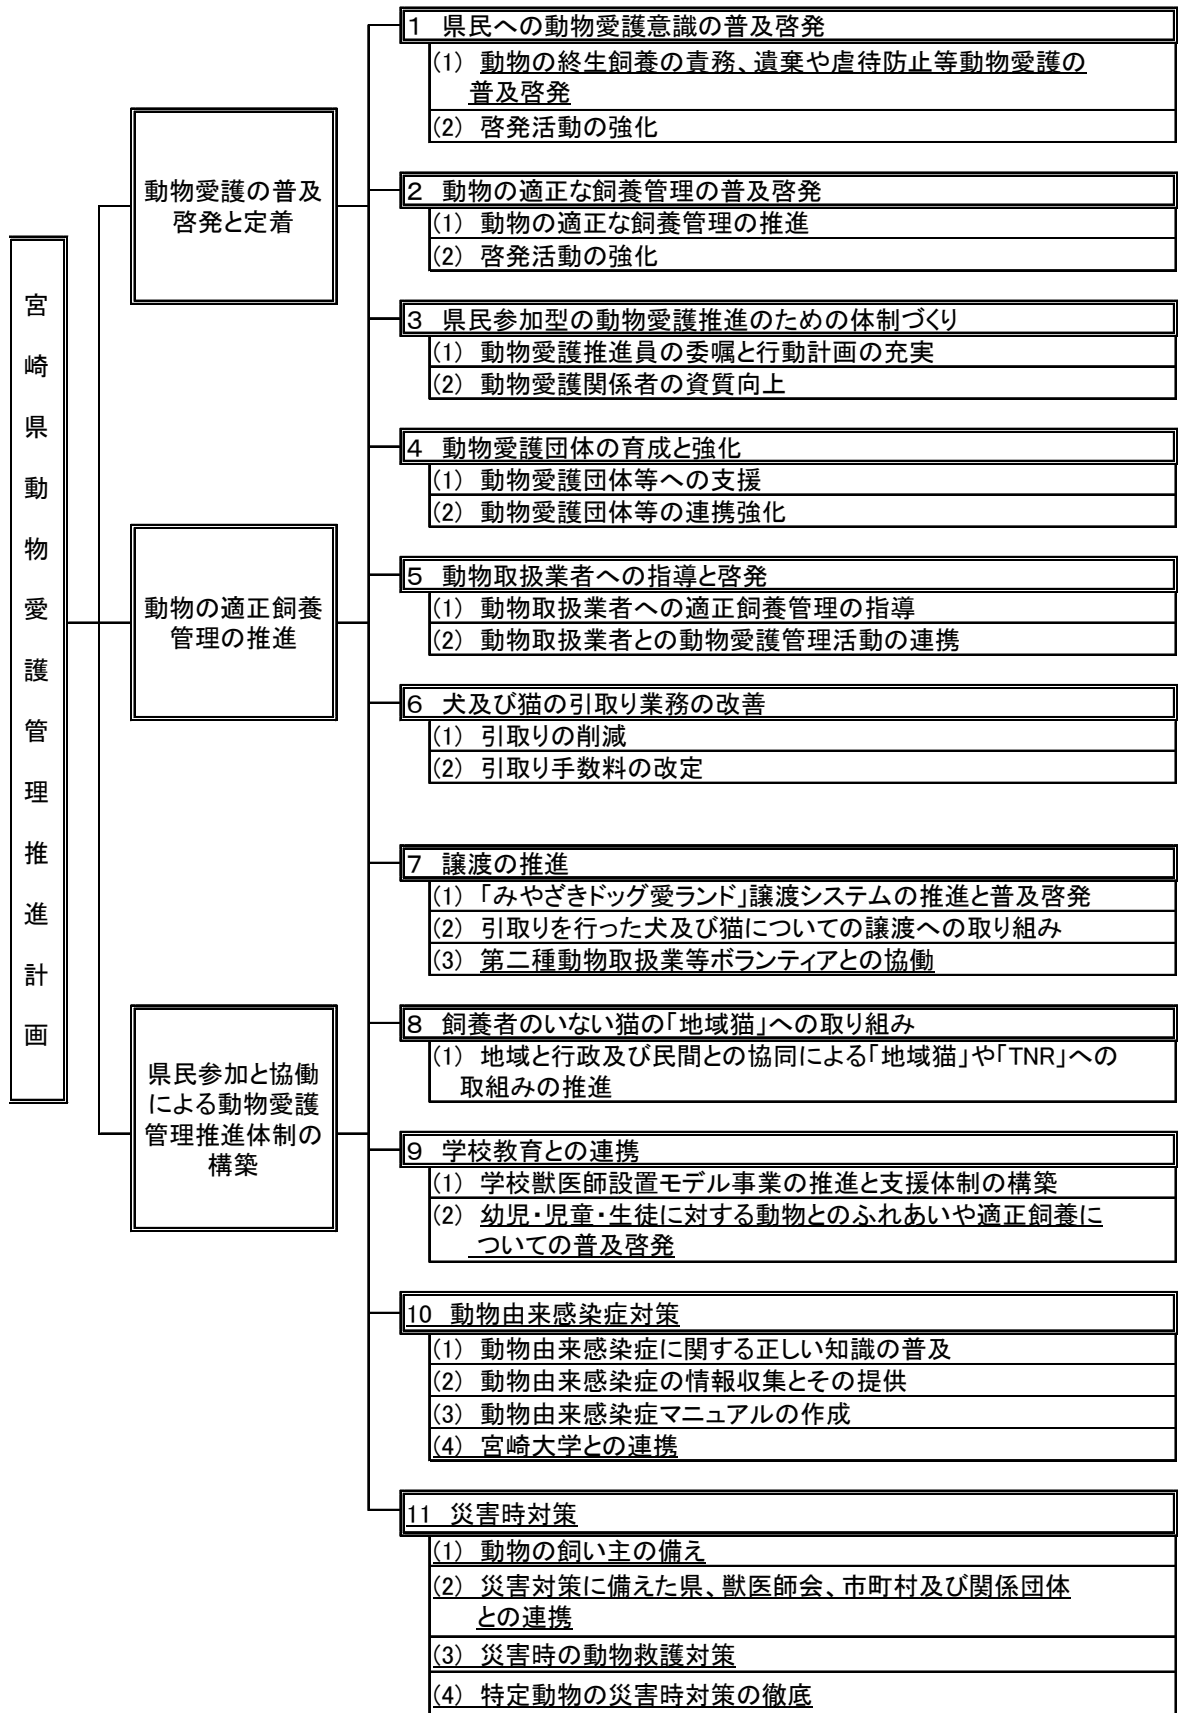 宮崎県動物愛護管理推進計画
動物愛護の普及
啓発と定着
動物の適正飼養
管理の推進
県民参加と協働
による動物愛護
管理推進体制の
構築
1 県民への動物愛護意識の普及啓発
(1) 動物の終生飼養の責務、遺棄や虐待防止等動物愛護の
普及啓発
(2) 啓発活動の強化
2 動物の適正な飼養管理の普及啓発
(1) 動物の適正な飼養管理の推進
(2) 啓発活動の強化
3 県民参加型の動物愛護推進のための体制づくり
(1) 動物愛護推進員の委嘱と行動計画の充実
(2) 動物愛護関係者の資質向上
4 動物愛護団体の育成と強化
(1) 動物愛護団体等への支援
(2) 動物愛護団体等の連携強化
5 動物取扱業者への指導と啓発
(1) 動物取扱業者への適正飼養管理の指導
(2) 動物取扱業者との動物愛護管理活動の連携
6 犬及び猫の引取り業務の改善
(1) 引取りの削減
(2) 引取り手数料の改定
7 譲渡の推進
(1) 「みやざきドッグ愛ランド」譲渡システムの推進と普及啓発
(2) 引取りを行った犬及び猫についての譲渡への取り組み
(3) 第二種動物取扱業等ボランティアとの協働
8 飼養者のいない猫の「地域猫」への取り組み
(1) 地域と行政及び民間との協同による「地域猫」や「TNR」への
取組みの推進
9 学校教育との連携
(1) 学校獣医師設置モデル事業の推進と支援体制の構築
(2) 幼児・児童・生徒に対する動物とのふれあいや適正飼養に
ついての普及啓発
10 動物由来感染症対策
(1) 動物由来感染症に関する正しい知識の普及
(2) 動物由来感染症の情報収集とその提供
(3) 動物由来感染症マニュアルの作成
(4) 宮崎大学との連携
11 災害時対策
(1) 動物の飼い主の備え
(2) 災害対策に備えた県、獣医師会、市町村及び関係団体
との連携
(3) 災害時の動物救護対策
(4) 特定動物の災害時対策の徹底